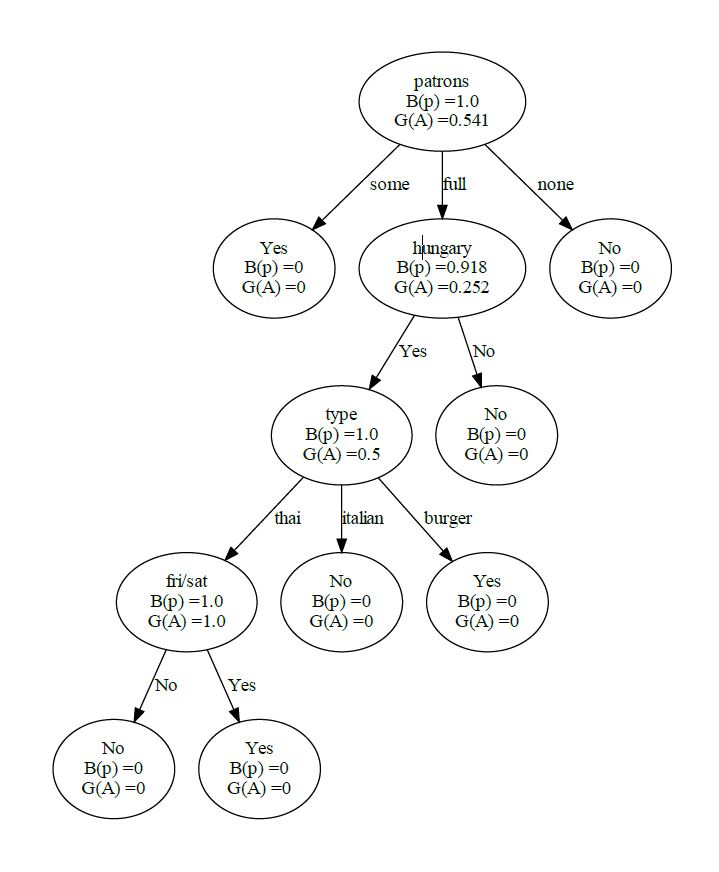 patrons
B(p) =1.0
G(A) =0.541
some
full
none
Yes
B(p) =0
G(A) =0
hungary
B(p) =0.918
G(A) =0.252
No
B(p) =0
G(A) =0
Yes
No
type
B(p) =1.0
G(A) =0.5
No
B(p) =0
G(A) =0
thai
italian
burger
fri/sat
B(p) =1.0
G(A) =1.0
No
B(p) =0
G(A) =0
Yes
B(p) =0
G(A) =0
No
Yes
No
B(p) =0
G(A) =0
Yes
B(p) =0
G(A) =0